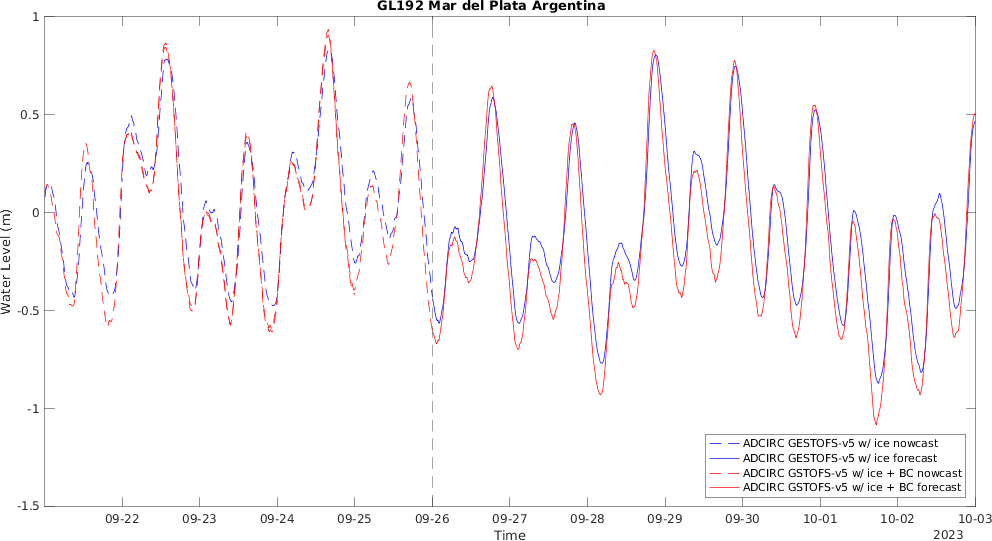 GL192 Mar del Plata Argentina
1
0.5
0
-0.5
-1
-1.5
Water Level (m)
ADCIRC GESTOFS-v5 w/ ice nowcast
ADCIRC GESTOFS-v5 w/ ice forecast
ADCIRC GSTOFS-v5 w/ ice + BC nowcast
ADCIRC GSTOFS-v5 w/ ice + BC forecast
09-22 09-23 09-24 09-25 09-26 09-27 09-28 09-29 09-30 10-01 10-02 10-03
Time 2023